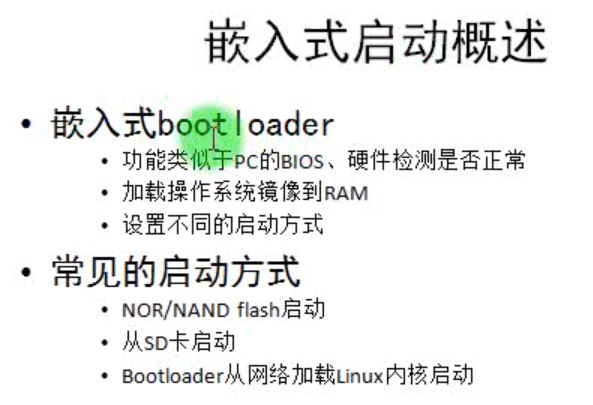 嵌入式启动概述
• 嵌入式bootloader
• 功能类似于PC的BIOS、硬件检测是否正常
• 加载操作系统镜像到RAM
• 设置不同的启动方式
• 常见的启动方式
• NOR/NAND flash启动
• 从SD卡启动
• Bootloader从网络加载Linux内核启动